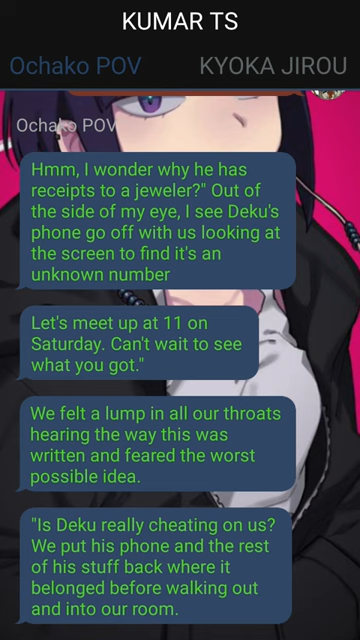 KUMAR TS
Ochako POV
KYOKA JIROU
Ochako POV
Hmm, I wonder why he has
receipts to a jeweler?" Out of
the side of my eye, I see Deku's
phone go off with us looking at
the screen to find it's an
unknown number
Let's meet up at 11 on
Saturday. Can't wait to see
what you got."
We felt a lump in all our throats
hearing the way this was
written and feared the worst
possible idea.
"Is Deku really cheating on us?
We put his phone and the rest
of his stuff back where it
belonged before walking out
and into our room.